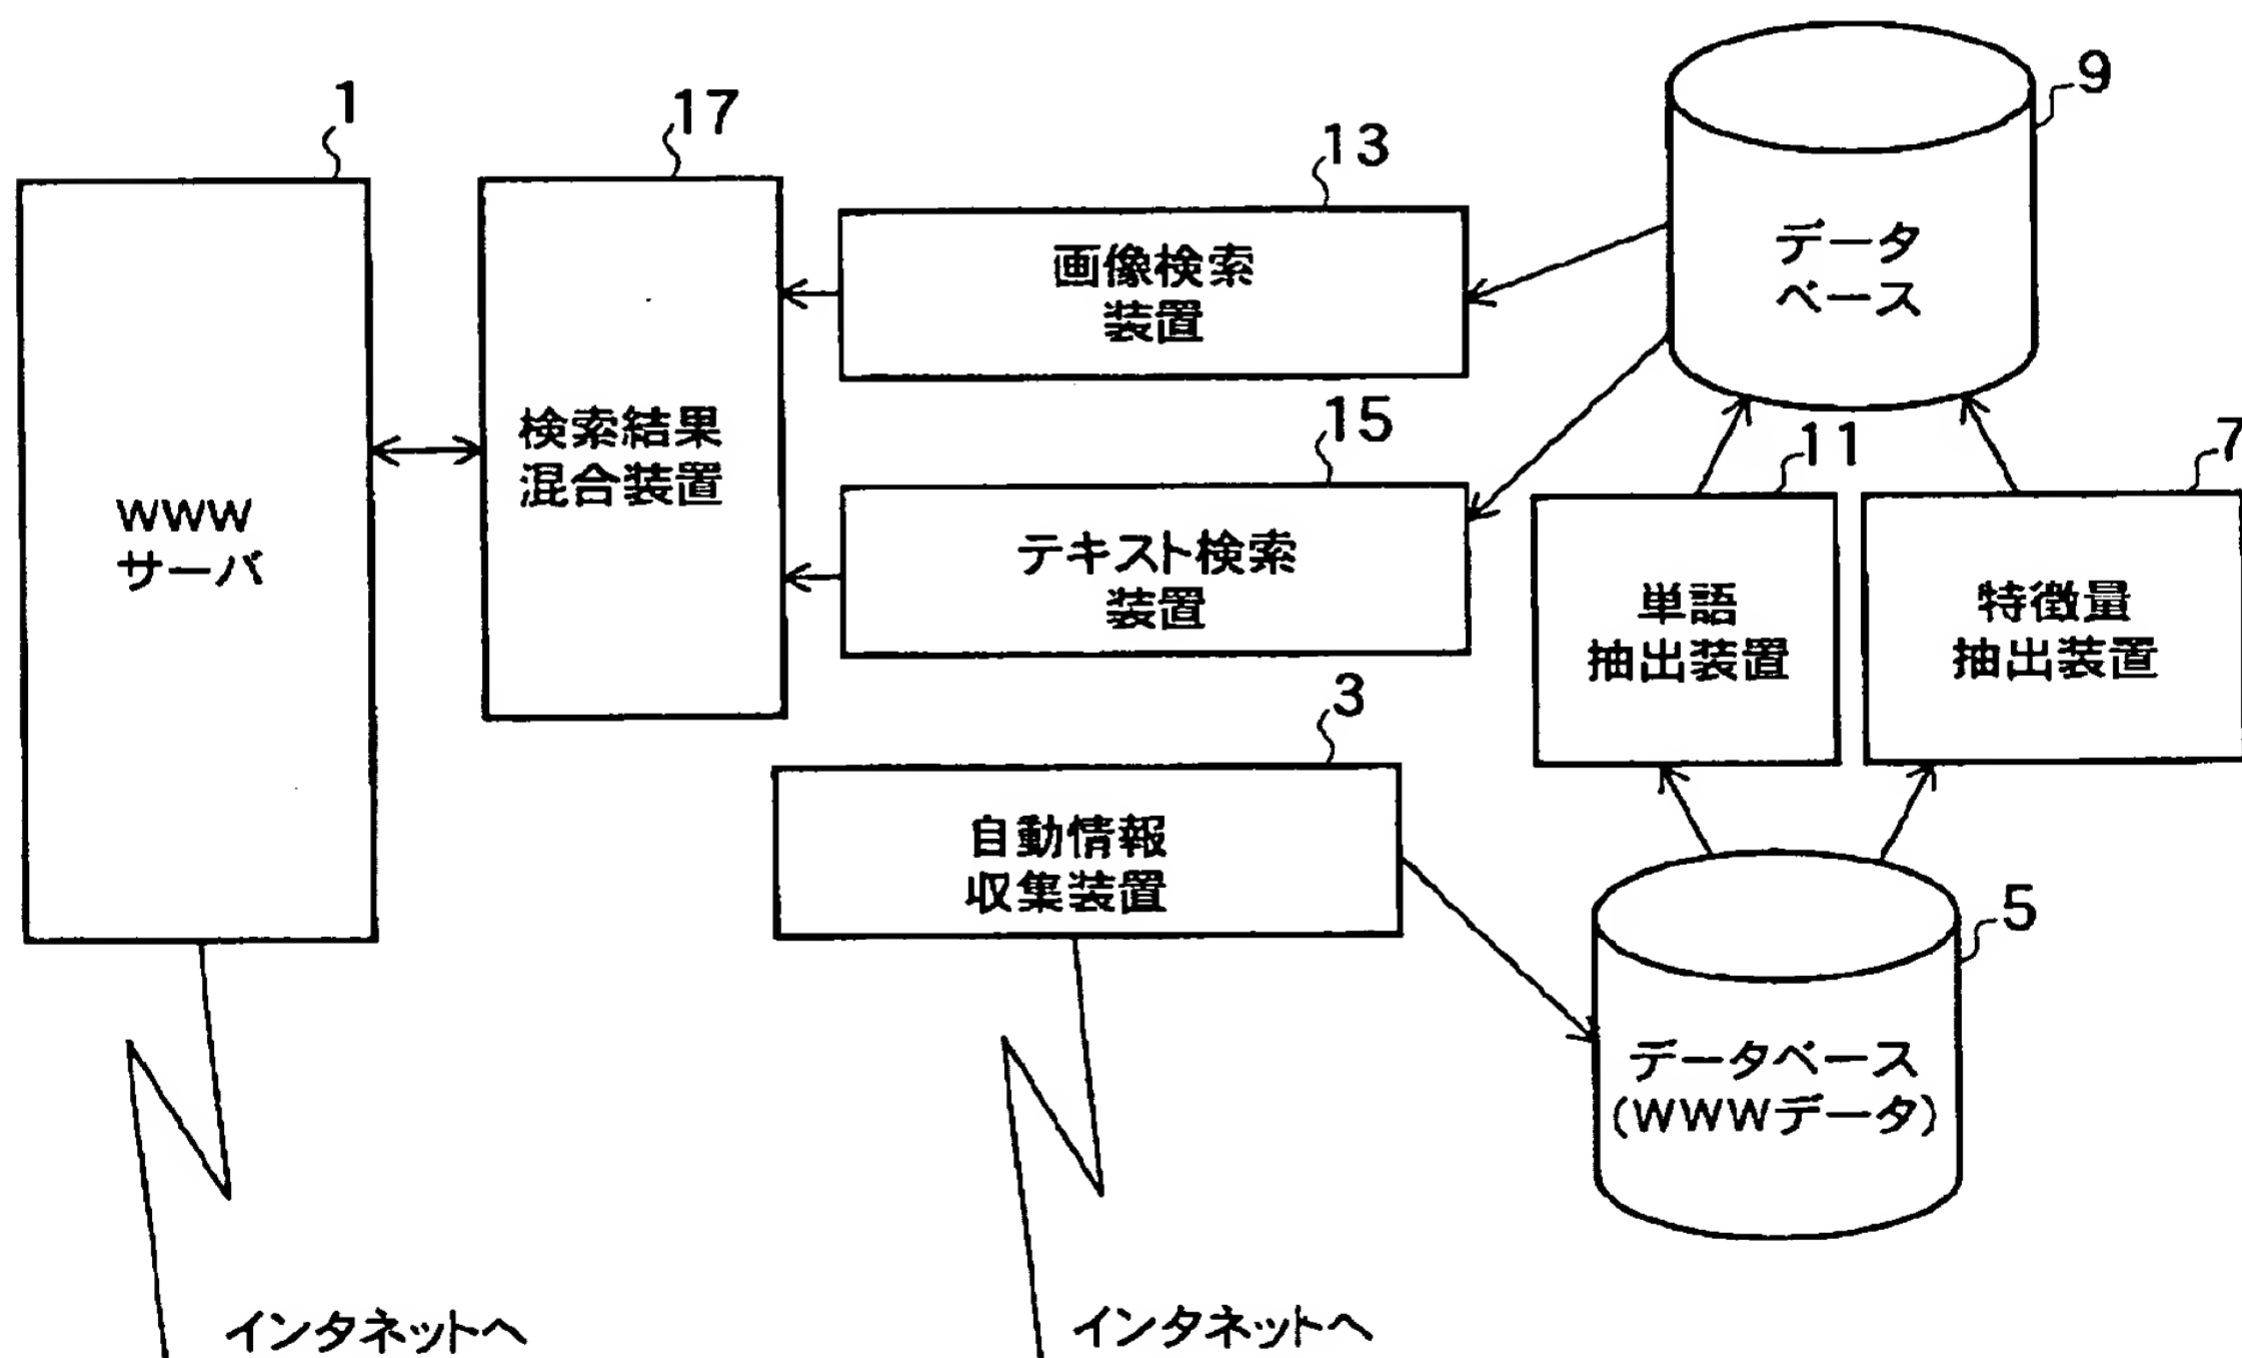 1
17
13
9
画像検索
装置
データ
ベース
検索結果
混合装置
15
11
7
WWW
サーバ
テキスト検索
装置
単語
抽出装置
特徴量
抽出装置
3
自動情報
収集装置
5
データベース
(WWWデータ)
インタネットへ
インタネットへ